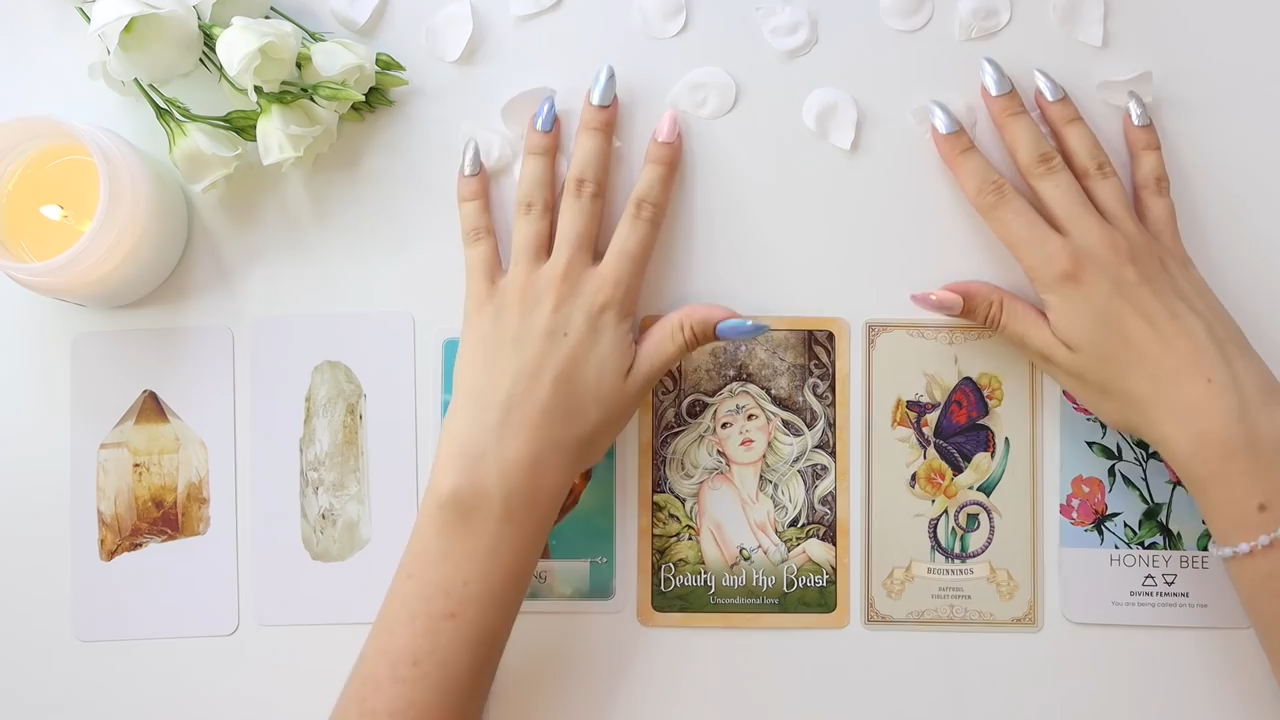 Beauty and the Beast
Unconditional love
BEGINNINGS
DAFFODIL
VIOLET COPPER
HONEY BEE
DIVINE FEMININE
You are being called on to rise